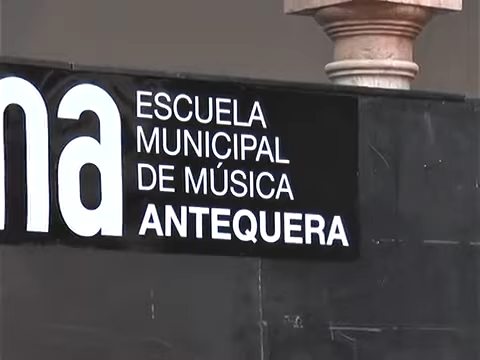 ma
ESCUELA
MUNICIPAL
DE MÚSICA
ANTEQUERA